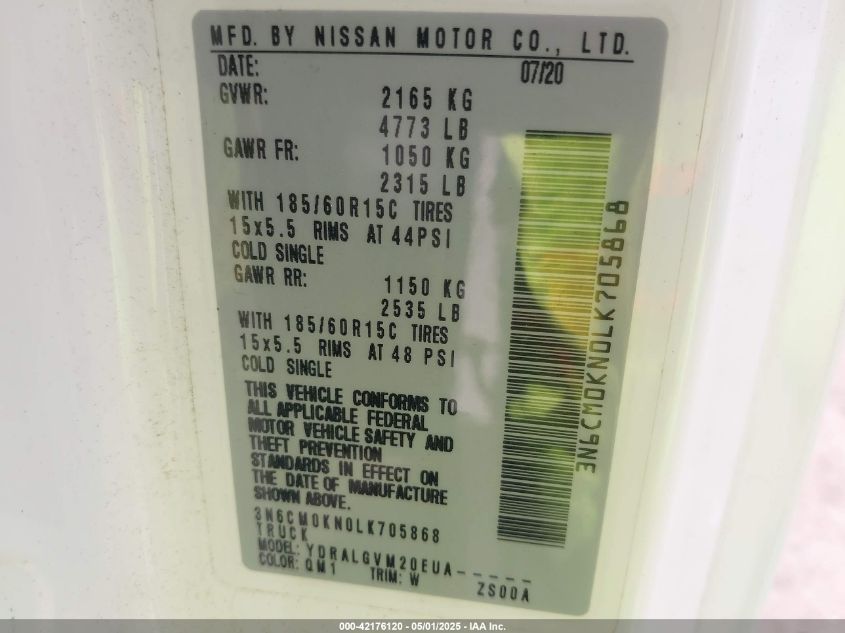 MFD. BY NISSAN MOTOR CO., LTD.
DATE: 07/20
GVWR: 2165 KG
4773 LB
GAWR FR: 1050 KG
2315 LB
WITH 185/60R15C TIRES
15x5.5 RIMS AT 44PSI
COLD SINGLE
GAWR RR: 1150 KG
2535 LB
WITH 185/60R15C TIRES
15x5.5 RIMS AT 48 PSI
COLD SINGLE
THIS VEHICLE CONFORMS TO
ALL APPLICABLE FEDERAL
MOTOR VEHICLE SAFETY AND
THEFT PREVENTION
STANDARDS IN EFFECT ON
THE DATE OF MANUFACTURE
SHOWN ABOVE.
3N6CM0KN0LK705868
TRUCK
MODEL: YDRALGVM20EUA-----
COLOR: QM1 TRIM: W ZS00A
3N6CM0KN0LK705868
000-42176120 - 05/01/2025 - IAA Inc.